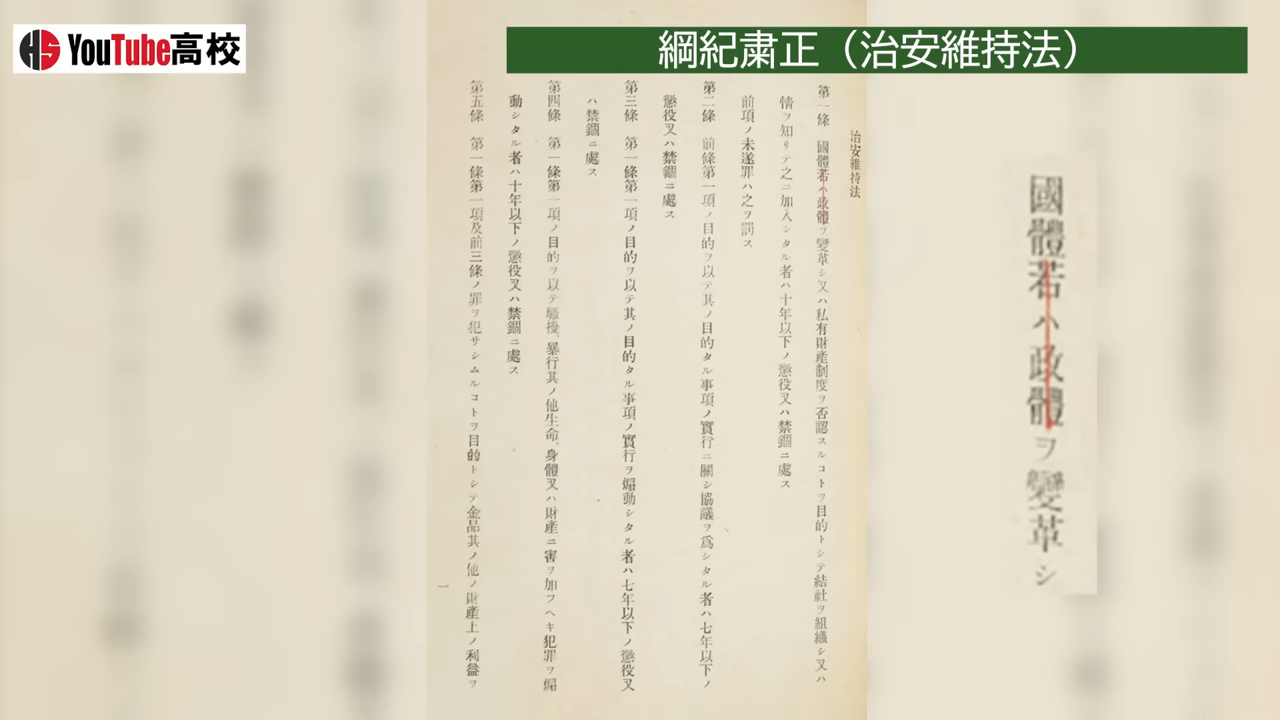 HS YouTube高校
綱紀粛正（治安維持法）
治安維持法
第一條　國體若ハ政體ヲ變革シ又ハ私有財產制度ヲ否認スルコトヲ目的トシテ結社ヲ組織シ又ハ
情ヲ知リテ之ニ加入シタル者ハ十年以下ノ懲役又ハ禁錮ニ處ス
前項ノ未遂罪ハ之ヲ罰ス
第二條　前條第一項ノ目的ヲ以テ其ノ目的タル事項ノ實行ニ關シ協議ヲ爲シタル者ハ七年以下ノ
懲役又ハ禁錮ニ處ス
第三條　第一條第一項ノ目的ヲ以テ其ノ目的タル事項ノ實行ヲ煽動シタル者ハ七年以下ノ懲役又
ハ禁錮ニ處ス
第四條　第一條第一項ノ目的ヲ以テ騷擾、暴行其ノ他生命、身體又ハ財產ニ害ヲ加フヘキ犯罪ヲ煽
動シタル者ハ十年以下ノ懲役又ハ禁錮ニ處ス
第五條　第一條第一項及前三條ノ罪ヲ犯サシムルコトヲ目的トシテ金品其ノ他ノ財產上ノ利益ヲ
一
國體若ハ政體ヲ變革シ